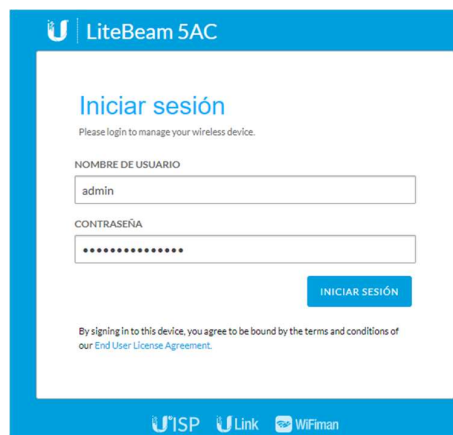 LiteBeam 5AC
Iniciar sesión
Please login to manage your wireless device.
NOMBRE DE USUARIO
admin
CONTRASEÑA
•••••••••••••••
INICIAR SESIÓN
By signing in to this device, you agree to be bound by the terms and conditions of
our End User License Agreement.
UISP Link WiFiman